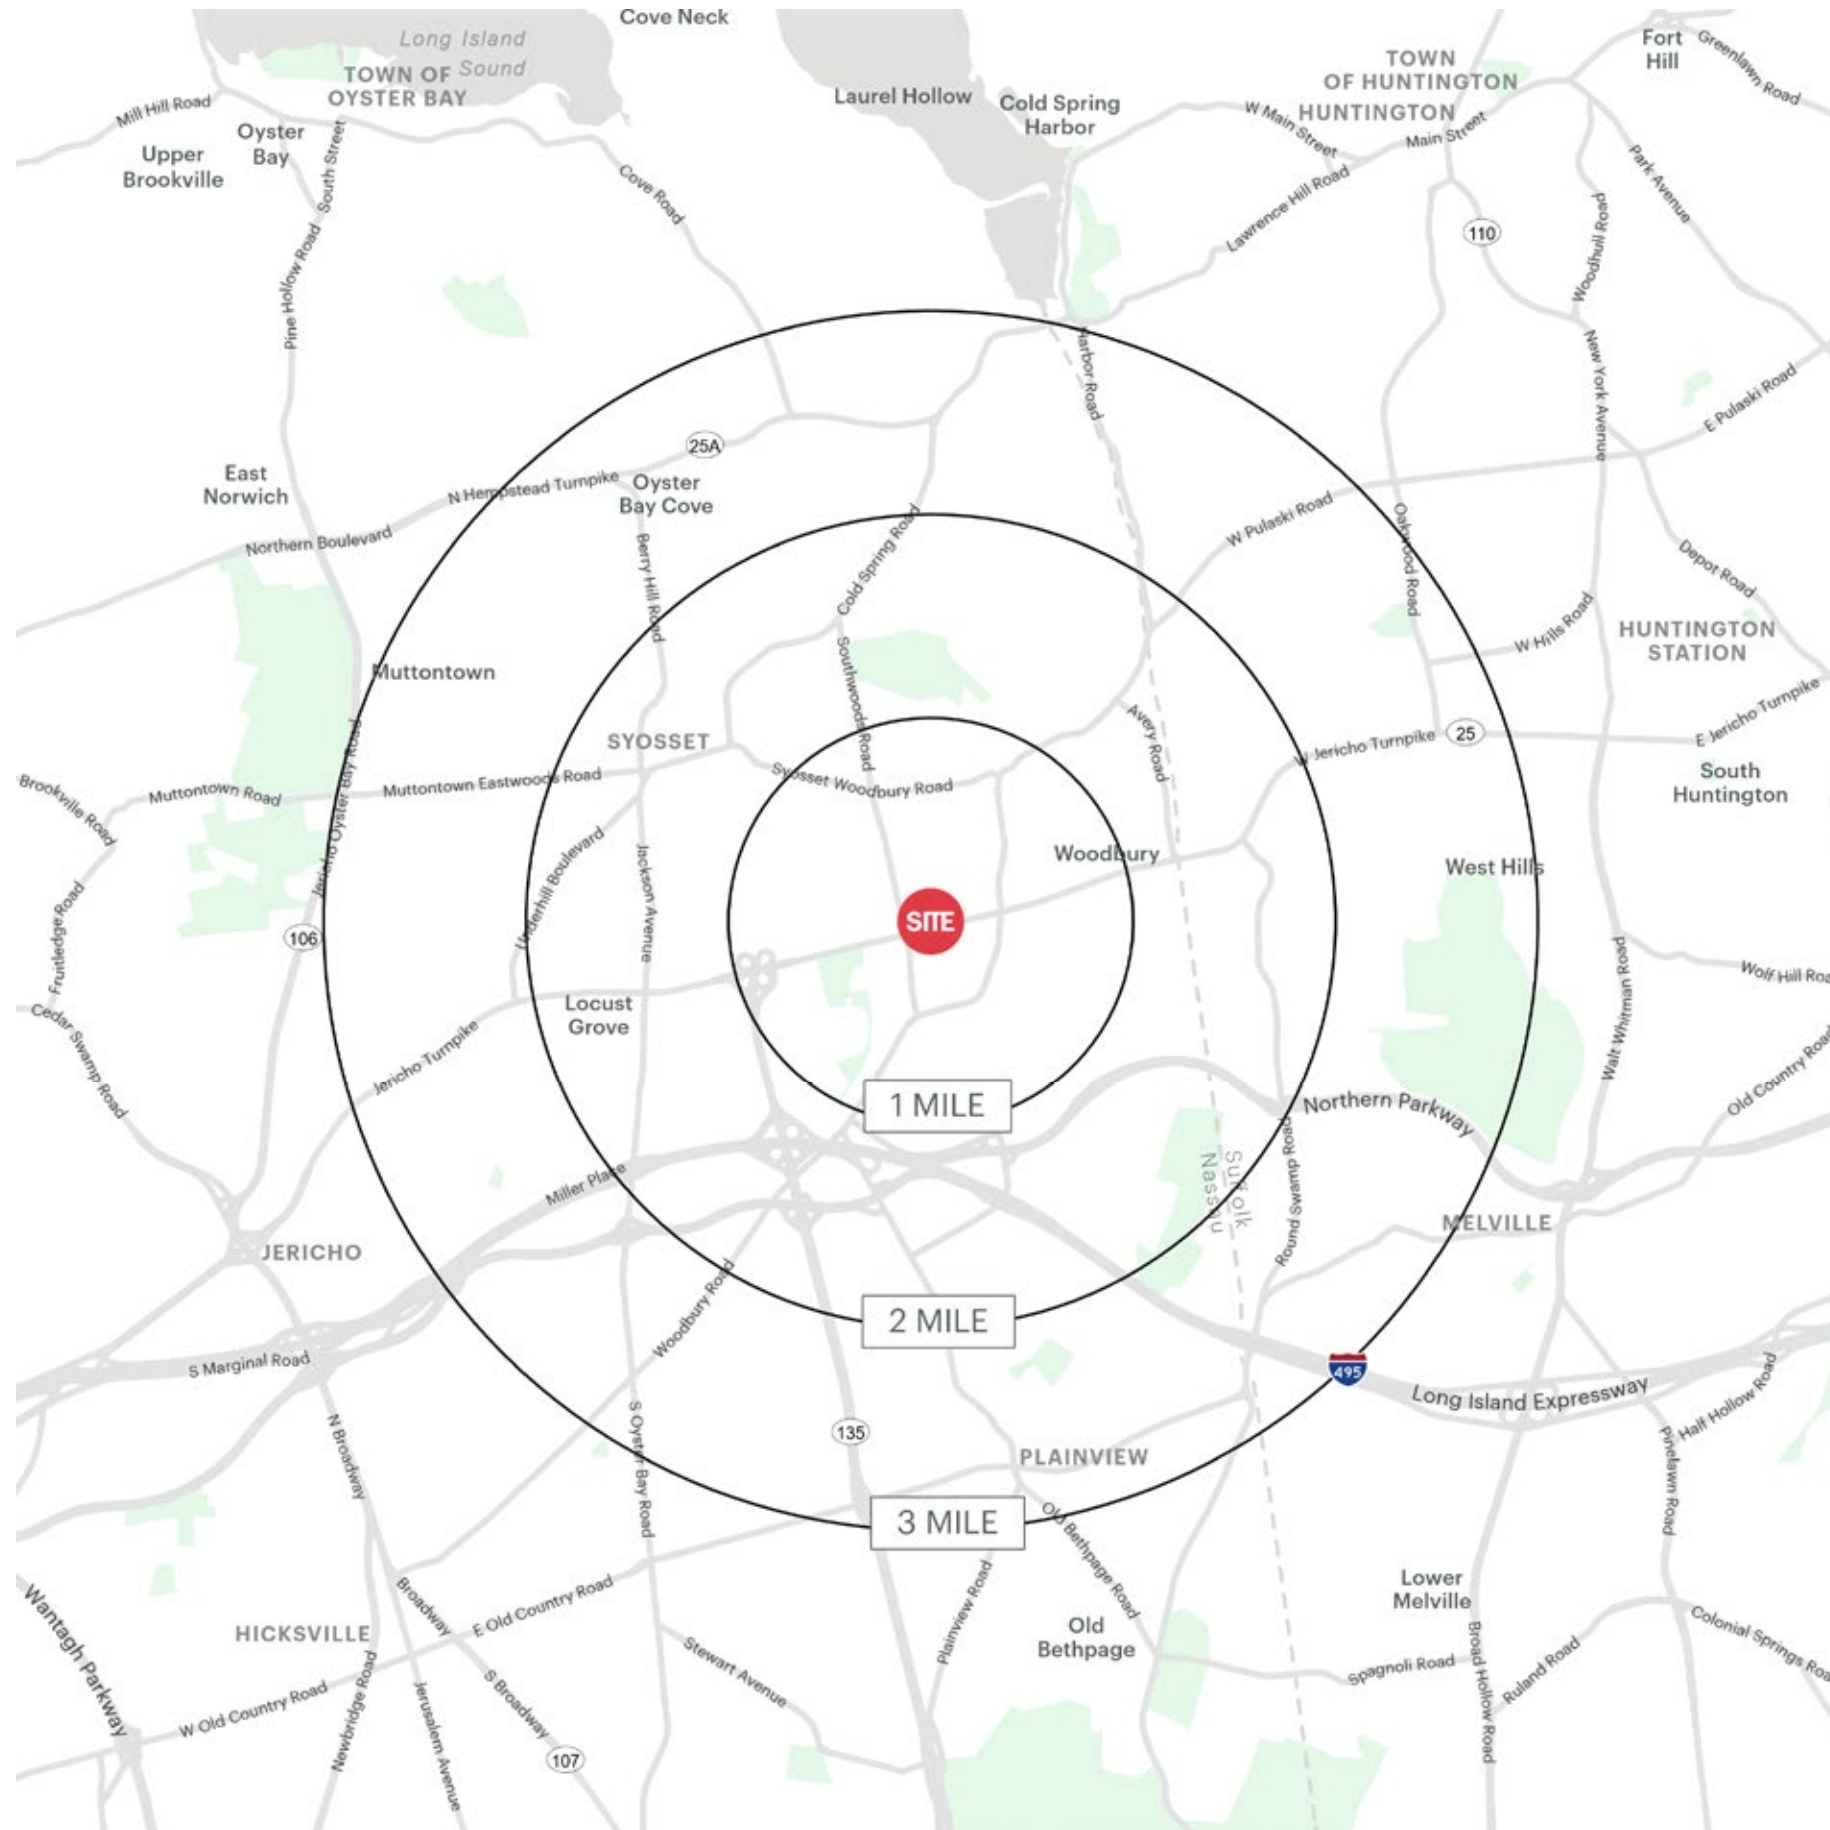 Cove Neck
Long Island
Sound
TOWN OF
OYSTER BAY
Mill Hill Road
Oyster
Bay
Upper
Brookville
South Street
Pine Hollow Road
Cove Road
Laurel Hollow
Cold Spring
Harbor
TOWN
OF HUNTINGTON
HUNTINGTON
W Main Street
Main Street
Lawrence Hill Road
Fort
Hill
Greenlawn Road
Park Avenue
110
Woodhull Road
New York Avenue
E Pulaski Road
Harbor Road
25A
N Hempstead Turnpike
Oyster
Bay Cove
East
Norwich
Northern Boulevard
Berry Hill Road
Cold Spring Road
W Pulaski Road
Oakwood Road
Depot Road
W Hills Road
HUNTINGTON
STATION
Muttontown
Southwoods Road
SYOSSET
Avery Road
W Jericho Turnpike
25
E Jericho Turnpike
South
Huntington
Brookville Road
Muttontown Road
Muttontown Eastwoods Road
Syosset Woodbury Road
Jericho Oyster Bay Road
Underhill Boulevard
Jackson Avenue
Woodbury
West Hills
Fruitledge Road
106
SITE
Walt Whitman Road
Wolf Hill Roa
Cedar Swamp Road
Locust
Grove
Jericho Turnpike
1 MILE
Northern Parkway
Old Country Road
Miller Place
Suffolk
Nassau
Round Swamp Road
MELVILLE
JERICHO
Woodbury Road
2 MILE
S Marginal Road
495
Long Island Expressway
Half Hollow Road
N Broadway
S Oyster Bay Road
135
PLAINVIEW
Pinelawn Road
3 MILE
Old Bethpage Road
Wantagh Parkway
Broadway
E Old Country Road
HICKSVILLE
Plainview Road
Old
Bethpage
Lower
Melville
Stewart Avenue
Spagnoli Road
Ruland Road
Colonial Springs Roa
Broad Hollow Road
W Old Country Road
Newbridge Road
Jerusalem Avenue
S Broadway
107